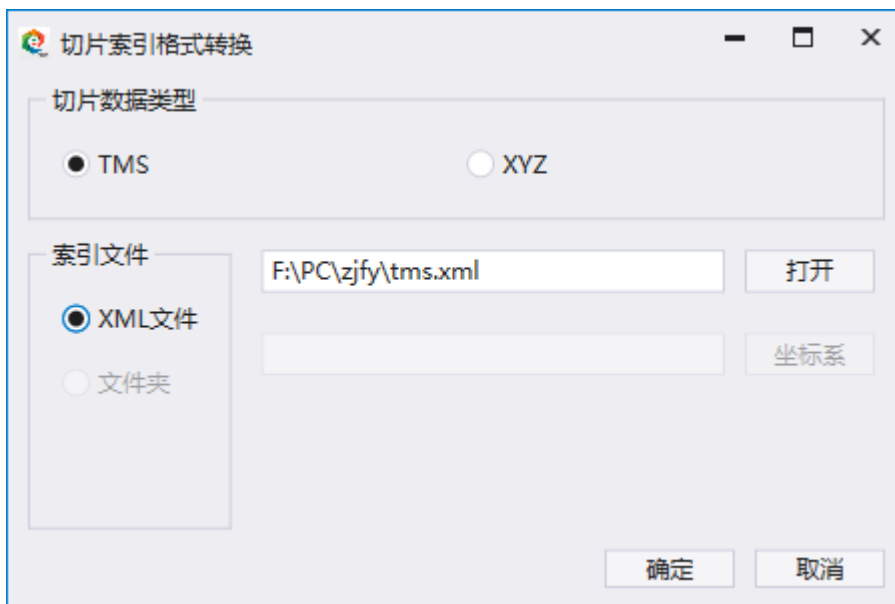 切片索引格式转换
切片数据类型
TMS XYZ
索引文件
F:\PC\zjfy\tms.xml 打开
XML文件
坐标系
文件夹
确定 取消